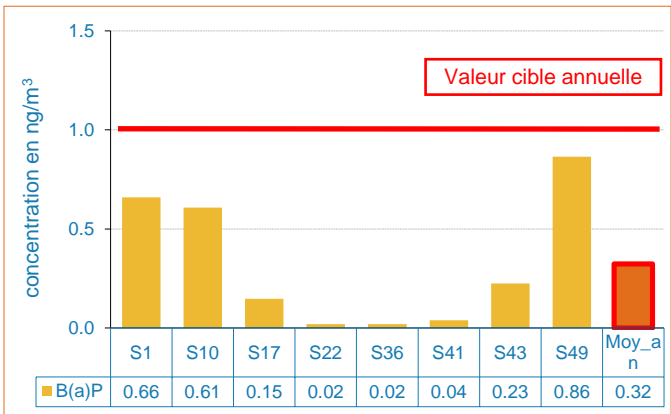 1.5
Valeur cible annuelle
1.0
0.5
0.0
concentration en ng/m³
S1 S10 S17 S22 S36 S41 S43 S49 Moy_a
n
B(a)P 0.66 0.61 0.15 0.02 0.02 0.04 0.23 0.86 0.32